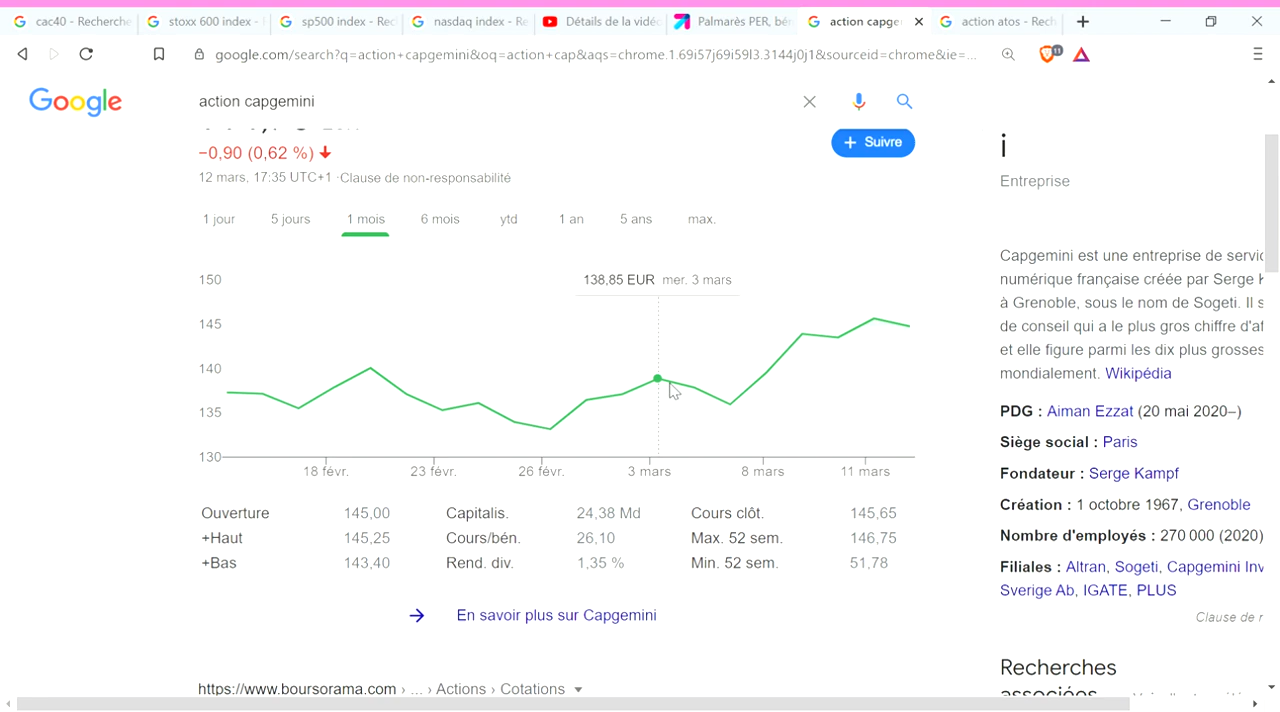 cac40 - Recherche
stoxx 600 index -
sp500 index - Rec
nasdaq index - Re
Détails de la vidéo
Palmarès PER, bén
action capge
action atos - Rech
google.com/search?q=action+capgemini&oq=action+cap&aqs=chrome.1.69i57j69i59l3.3144j0j1&sourceid=chrome&ie=...
11
Google
action capgemini
−0,90 (0,62 %)
Suivre
12 mars, 17:35 UTC+1 ·Clause de non-responsabilité
1 jour 5 jours 1 mois 6 mois ytd 1 an 5 ans max.
138,85 EUR mer. 3 mars
150
145
140
135
130
18 févr. 23 févr. 26 févr. 3 mars 8 mars 11 mars
Ouverture 145,00 Capitalis. 24,38 Md Cours clôt. 145,65
+Haut 145,25 Cours/bén. 26,10 Max. 52 sem. 146,75
+Bas 143,40 Rend. div. 1,35 % Min. 52 sem. 51,78
En savoir plus sur Capgemini
https://www.boursorama.com › ... › Actions › Cotations
i
Entreprise
Capgemini est une entreprise de servic
numérique française créée par Serge K
à Grenoble, sous le nom de Sogeti. Il s
de conseil qui a le plus gros chiffre d'af
et elle figure parmi les dix plus grosses
mondialement. Wikipédia
PDG : Aiman Ezzat (20 mai 2020–)
Siège social : Paris
Fondateur : Serge Kampf
Création : 1 octobre 1967, Grenoble
Nombre d'employés : 270 000 (2020)
Filiales : Altran, Sogeti, Capgemini Inv
Sverige Ab, IGATE, PLUS
Clause de r
Recherches
associées